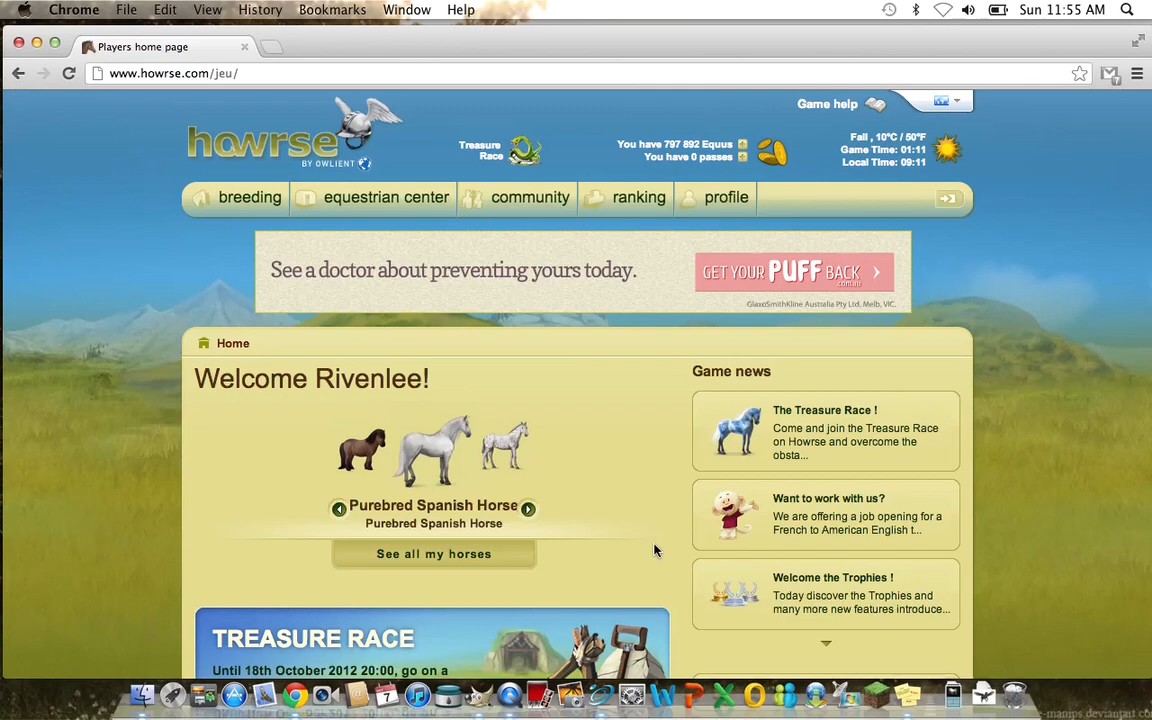 Chrome File Edit View History Bookmarks Window Help Sun 11:55 AM
Players home page
www.howrse.com/jeu/
Game help
howrse
BY OWLIENT
Treasure
Race
You have 797 892 Equus
You have 0 passes
Fall , 10°C / 50°F
Game Time: 01:11
Local Time: 09:11
breeding equestrian center community ranking profile
See a doctor about preventing yours today.
GET YOUR PUFF BACK
.com.au
GlaxoSmithKline Australia Pty Ltd, Melb, VIC.
Home
Welcome Rivenlee!
Purebred Spanish Horse
Purebred Spanish Horse
See all my horses
TREASURE RACE
Until 18th October 2012 20:00, go on a
Game news
The Treasure Race !
Come and join the Treasure Race
on Howrse and overcome the
obsta...
Want to work with us?
We are offering a job opening for a
French to American English t...
Welcome the Trophies !
Today discover the Trophies and
many more new features introduce...
7